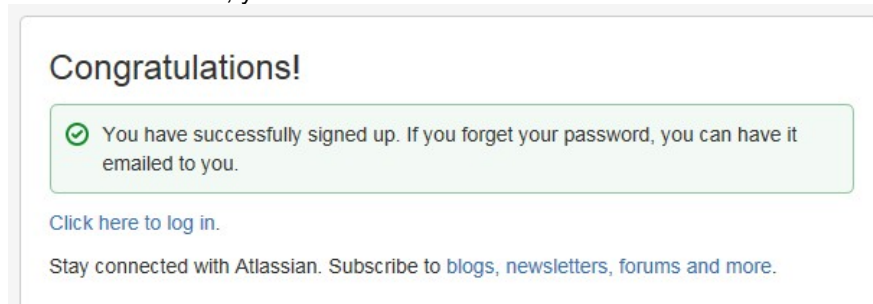 Congratulations!
You have successfully signed up. If you forget your password, you can have it
emailed to you.
Click here to log in.
Stay connected with Atlassian. Subscribe to blogs, newsletters, forums and more.